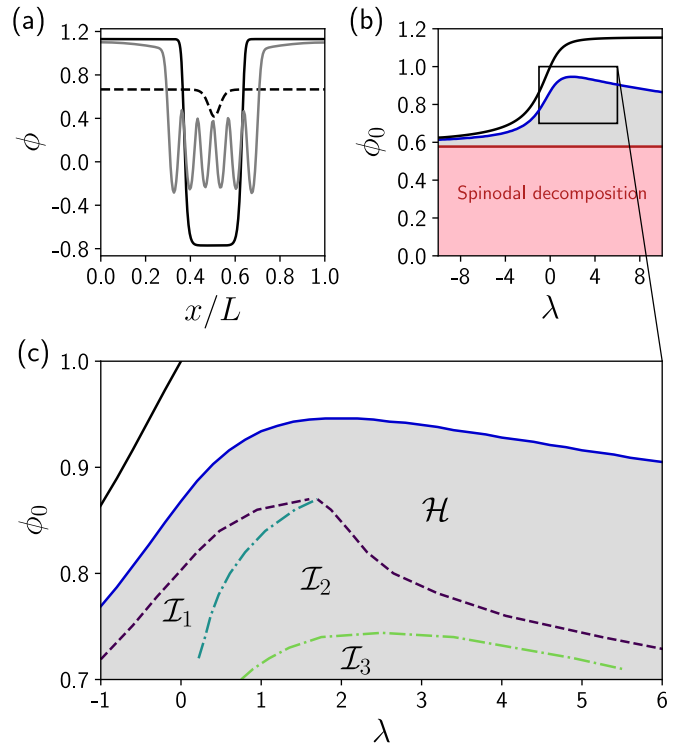 (a)
1.2
0.8
0.4
0.0
-0.4
-0.8
ϕ
0.0 0.2 0.4 0.6 0.8 1.0
x/L
(b)
1.2
1.0
0.8
0.6
0.4
0.2
0.0
ϕ₀
Spinodal decomposition
-8 -4 0 4 8
λ
(c)
1.0
0.9
0.8
0.7
ϕ₀
ℋ
ℐ₁
ℐ₂
ℐ₃
-1 0 1 2 3 4 5 6
λ